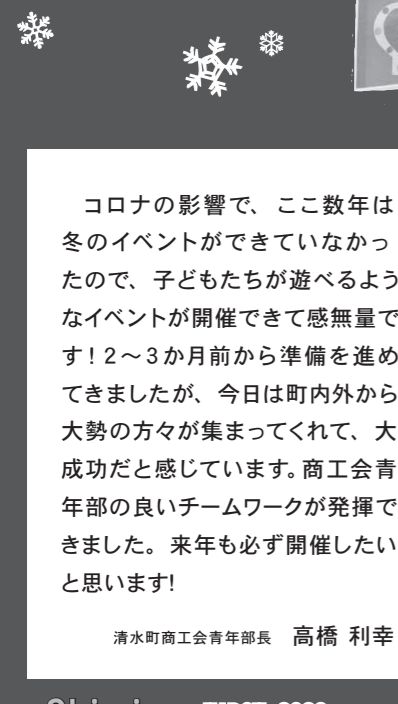 コロナの影響で、ここ数年は
冬のイベントができていなかっ
たので、子どもたちが遊べるよう
なイベントが開催できて感無量で
す！2〜3か月前から準備を進め
てきましたが、今日は町内外から
大勢の方々が集まってくれて、大
成功だと感じています。商工会青
年部の良いチームワークが発揮で
きました。来年も必ず開催したい
と思います!
清水町商工会青年部長 高橋 利幸